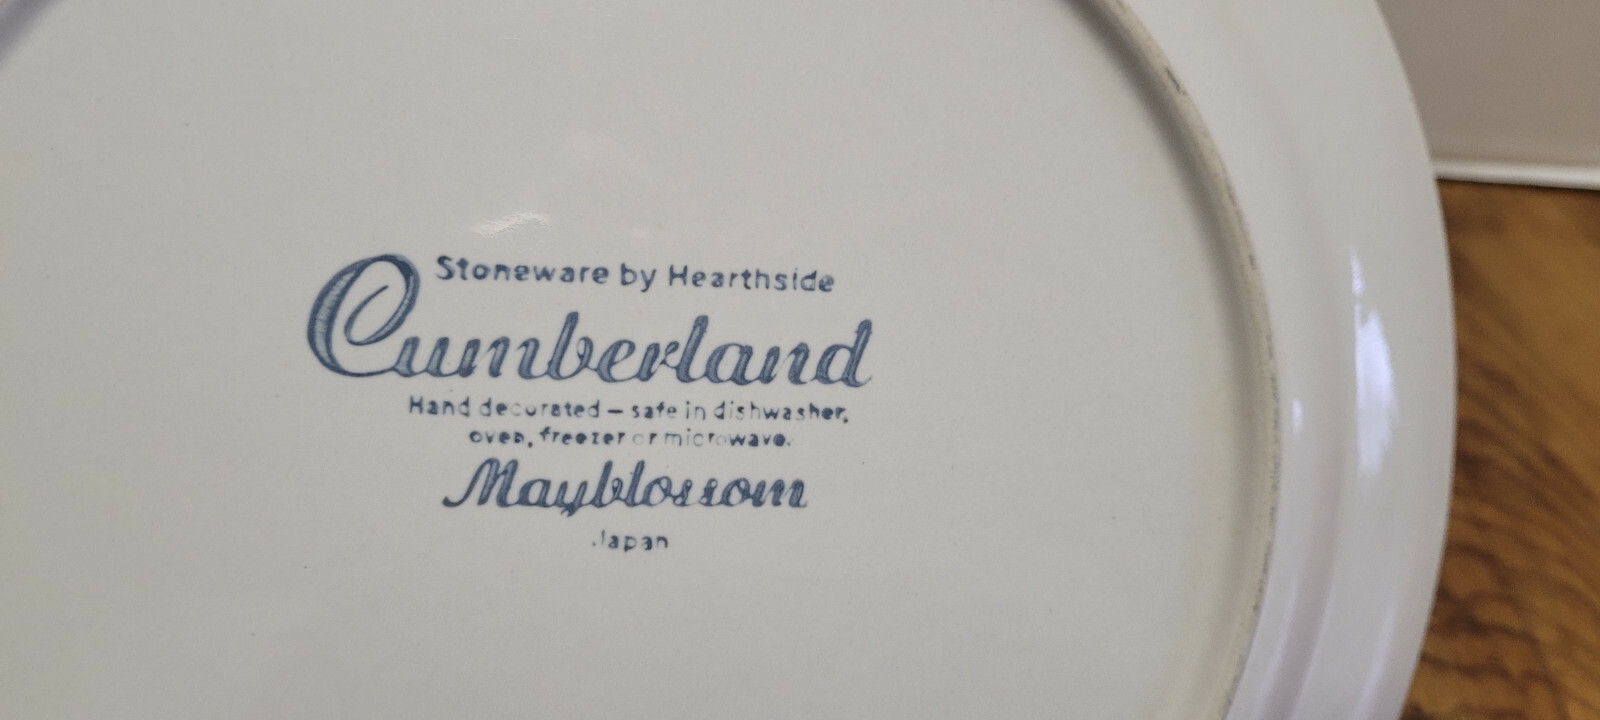 Stoneware by Hearthside
Cumberland
Hand decorated – safe in dishwasher,
oven, freezer or microwave.
Mayblossom
Japan